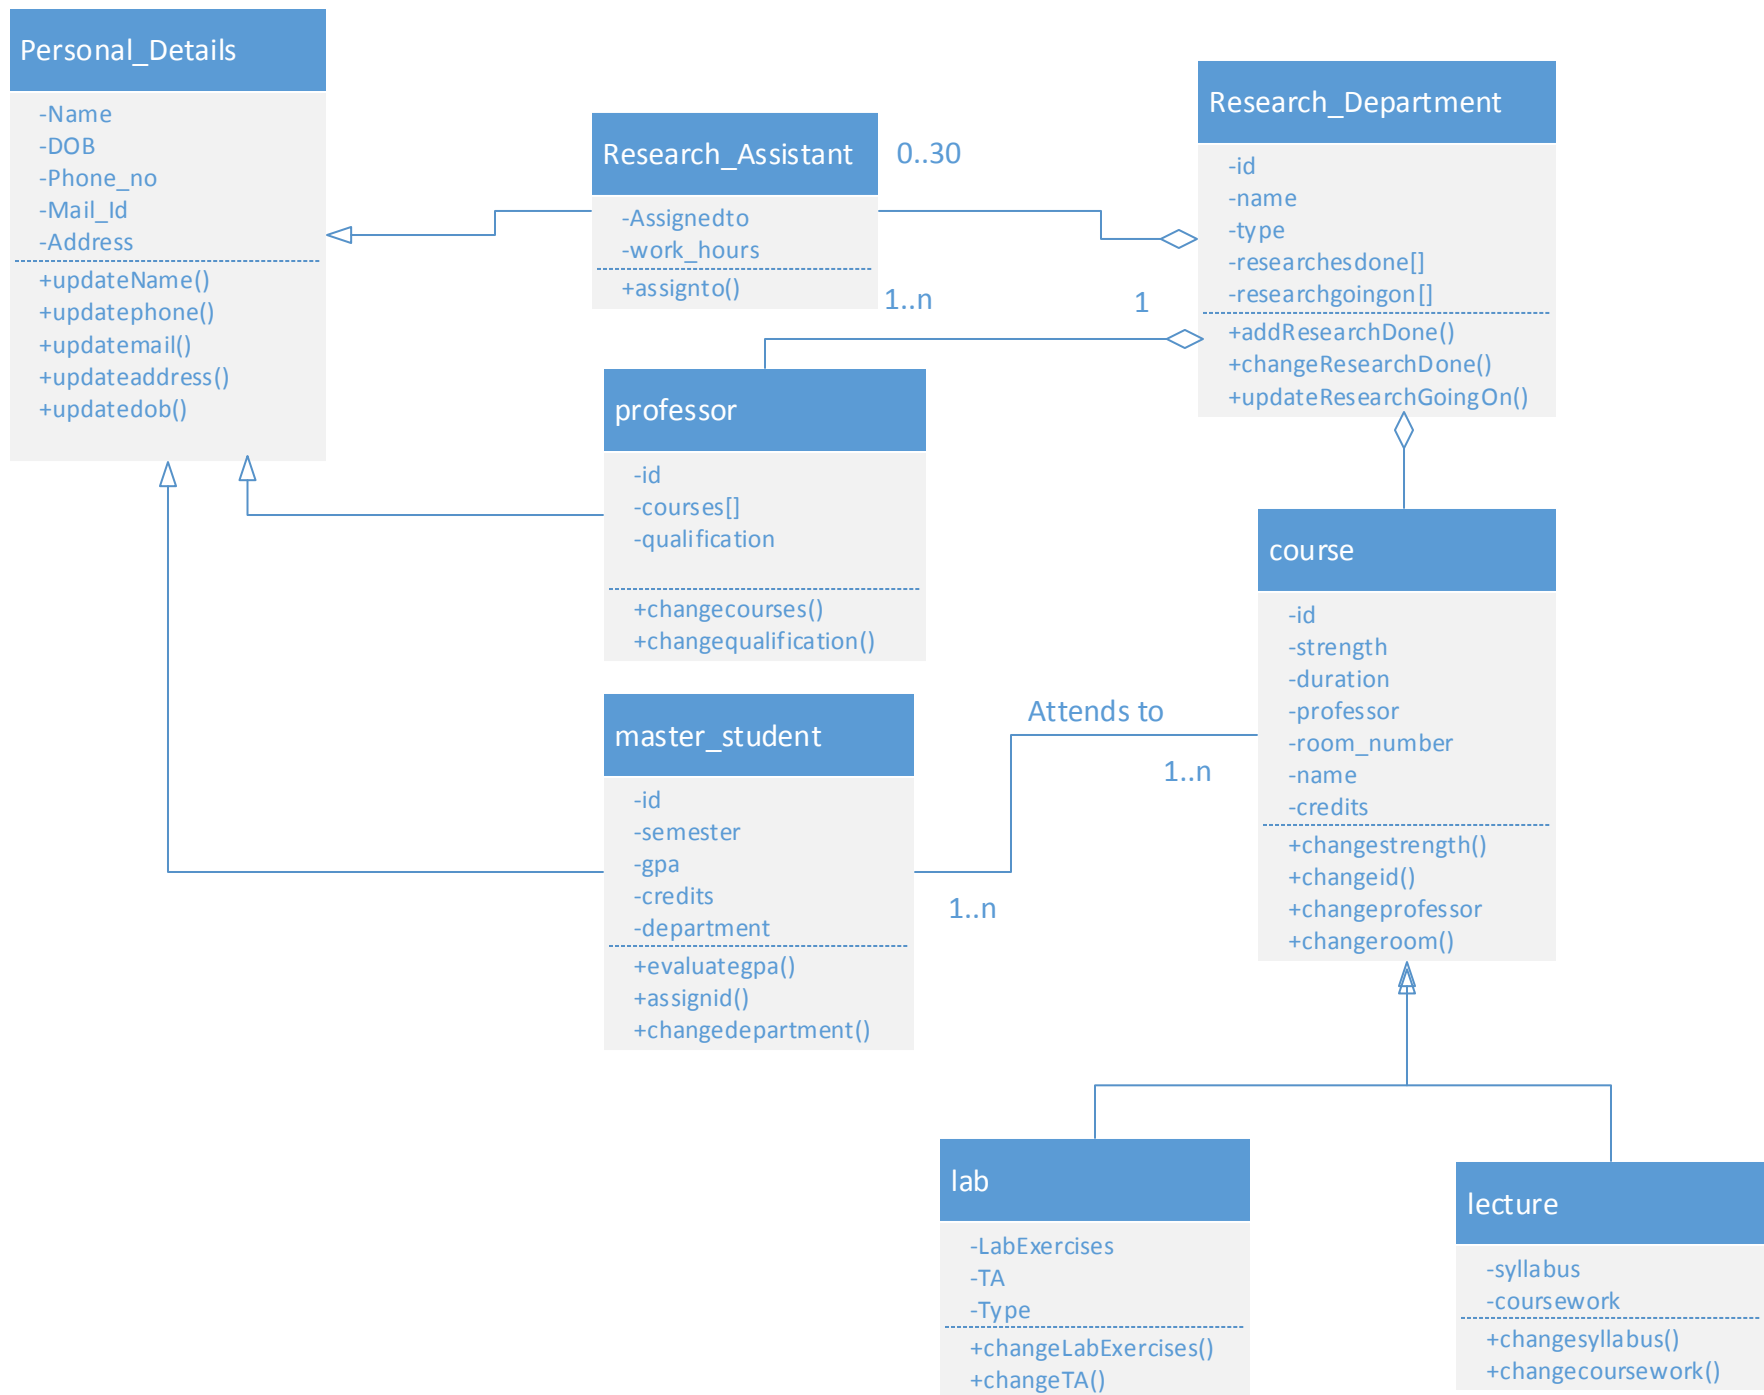 Personal_Details
-Name
-DOB
-Phone_no
-Mail_Id
-Address
+updateName()
+updatephone()
+updatemail()
+updateaddress()
+updatedob()
Research_Assistant
-Assignedto
-work_hours
+assignto()
0..30
1..n
1
Research_Department
-id
-name
-type
-researchesdone[]
-researchgoingon[]
+addResearchDone()
+changeResearchDone()
+updateResearchGoingOn()
professor
-id
-courses[]
-qualification
+changecourses()
+changequalification()
master_student
-id
-semester
-gpa
-credits
-department
+evaluategpa()
+assignid()
+changedepartment()
Attends to
1..n
1..n
course
-id
-strength
-duration
-professor
-room_number
-name
-credits
+changestrength()
+changeid()
+changeprofessor
+changeroom()
lab
-LabExercises
-TA
-Type
+changeLabExercises()
+changeTA()
lecture
-syllabus
-coursework
+changesyllabus()
+changecoursework()